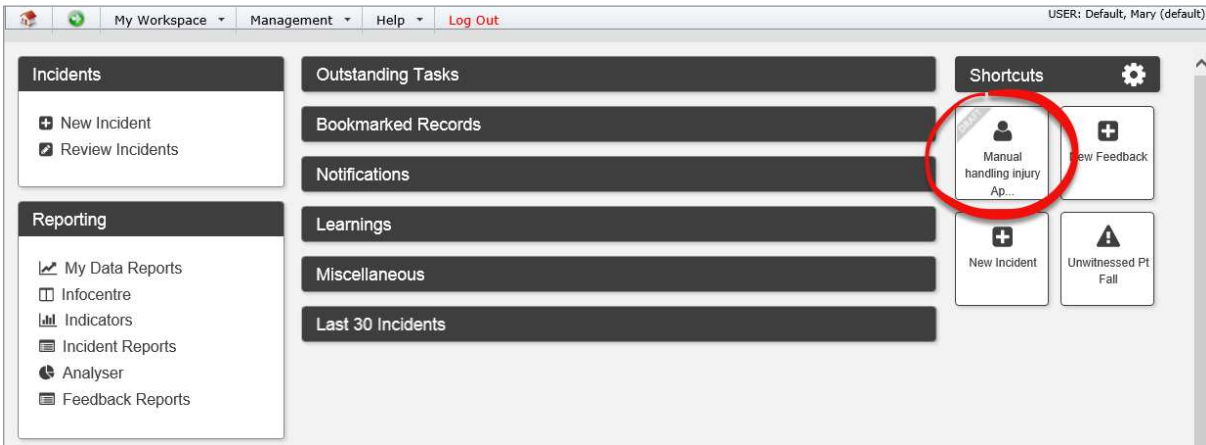 My Workspace Management Help Log Out
USER: Default, Mary (default)
Incidents
New Incident
Review Incidents
Reporting
My Data Reports
Infocentre
Indicators
Incident Reports
Analyser
Feedback Reports
Outstanding Tasks
Bookmarked Records
Notifications
Learnings
Miscellaneous
Last 30 Incidents
Shortcuts
DRAFT
Manual
handling injury
Ap...
New Feedback
New Incident
Unwitnessed Pt
Fall